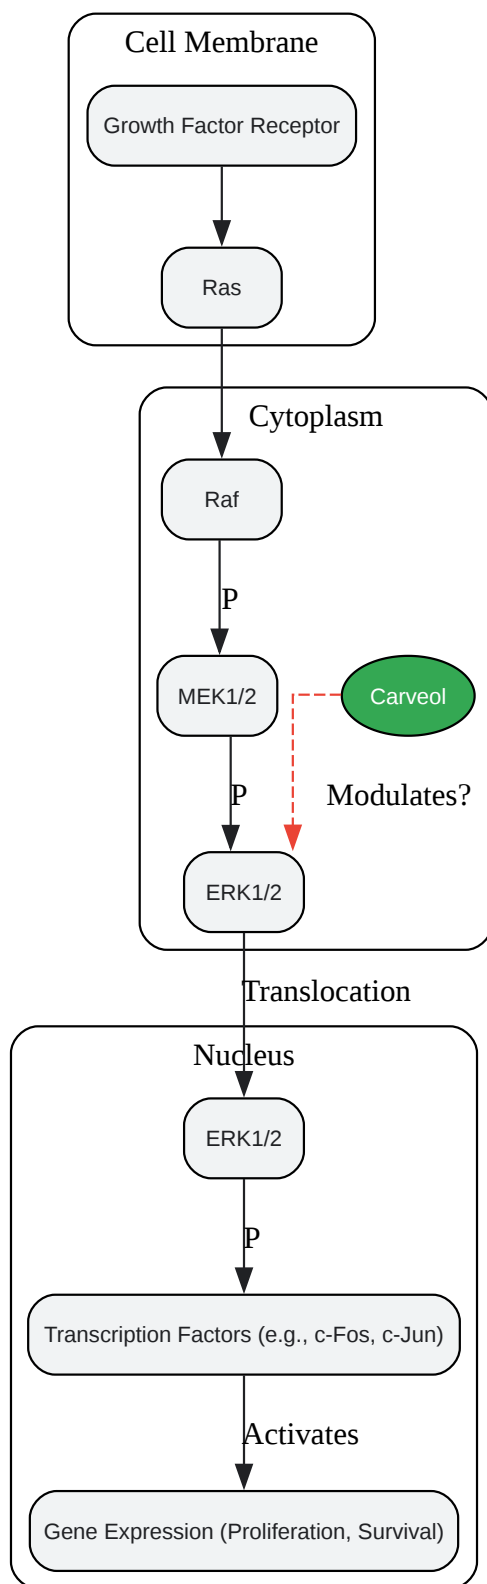 Cell Membrane
Growth Factor Receptor
Ras
Cytoplasm
Raf
P
MEK1/2
Carveol
P
Modulates?
ERK1/2
Translocation
Nucleus
ERK1/2
P
Transcription Factors (e.g., c-Fos, c-Jun)
Activates
Gene Expression (Proliferation, Survival)